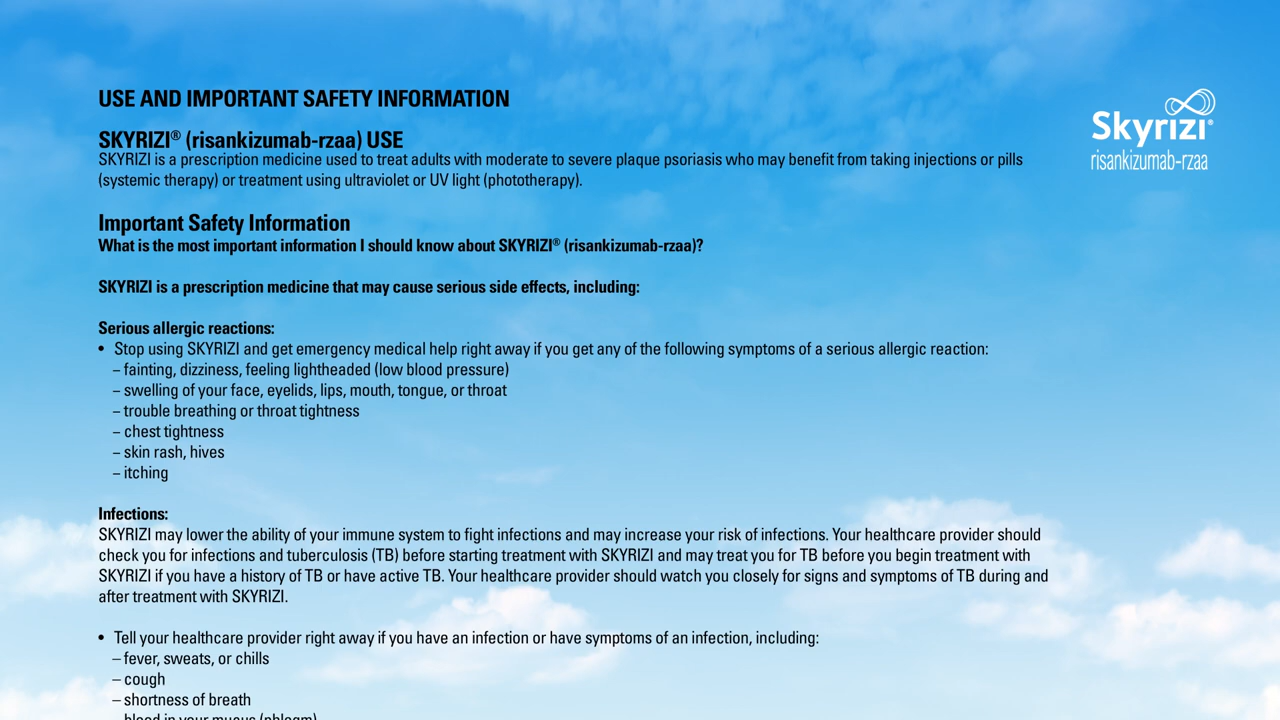 USE AND IMPORTANT SAFETY INFORMATION
Skyrizi®
risankizumab-rzaa
SKYRIZI® (risankizumab-rzaa) USE
SKYRIZI is a prescription medicine used to treat adults with moderate to severe plaque psoriasis who may benefit from taking injections or pills
(systemic therapy) or treatment using ultraviolet or UV light (phototherapy).
Important Safety Information
What is the most important information I should know about SKYRIZI® (risankizumab-rzaa)?
SKYRIZI is a prescription medicine that may cause serious side effects, including:
Serious allergic reactions:
• Stop using SKYRIZI and get emergency medical help right away if you get any of the following symptoms of a serious allergic reaction:
– fainting, dizziness, feeling lightheaded (low blood pressure)
– swelling of your face, eyelids, lips, mouth, tongue, or throat
– trouble breathing or throat tightness
– chest tightness
– skin rash, hives
– itching
Infections:
SKYRIZI may lower the ability of your immune system to fight infections and may increase your risk of infections. Your healthcare provider should
check you for infections and tuberculosis (TB) before starting treatment with SKYRIZI and may treat you for TB before you begin treatment with
SKYRIZI if you have a history of TB or have active TB. Your healthcare provider should watch you closely for signs and symptoms of TB during and
after treatment with SKYRIZI.
• Tell your healthcare provider right away if you have an infection or have symptoms of an infection, including:
– fever, sweats, or chills
– cough
– shortness of breath
blood in your mucus (phlegm)